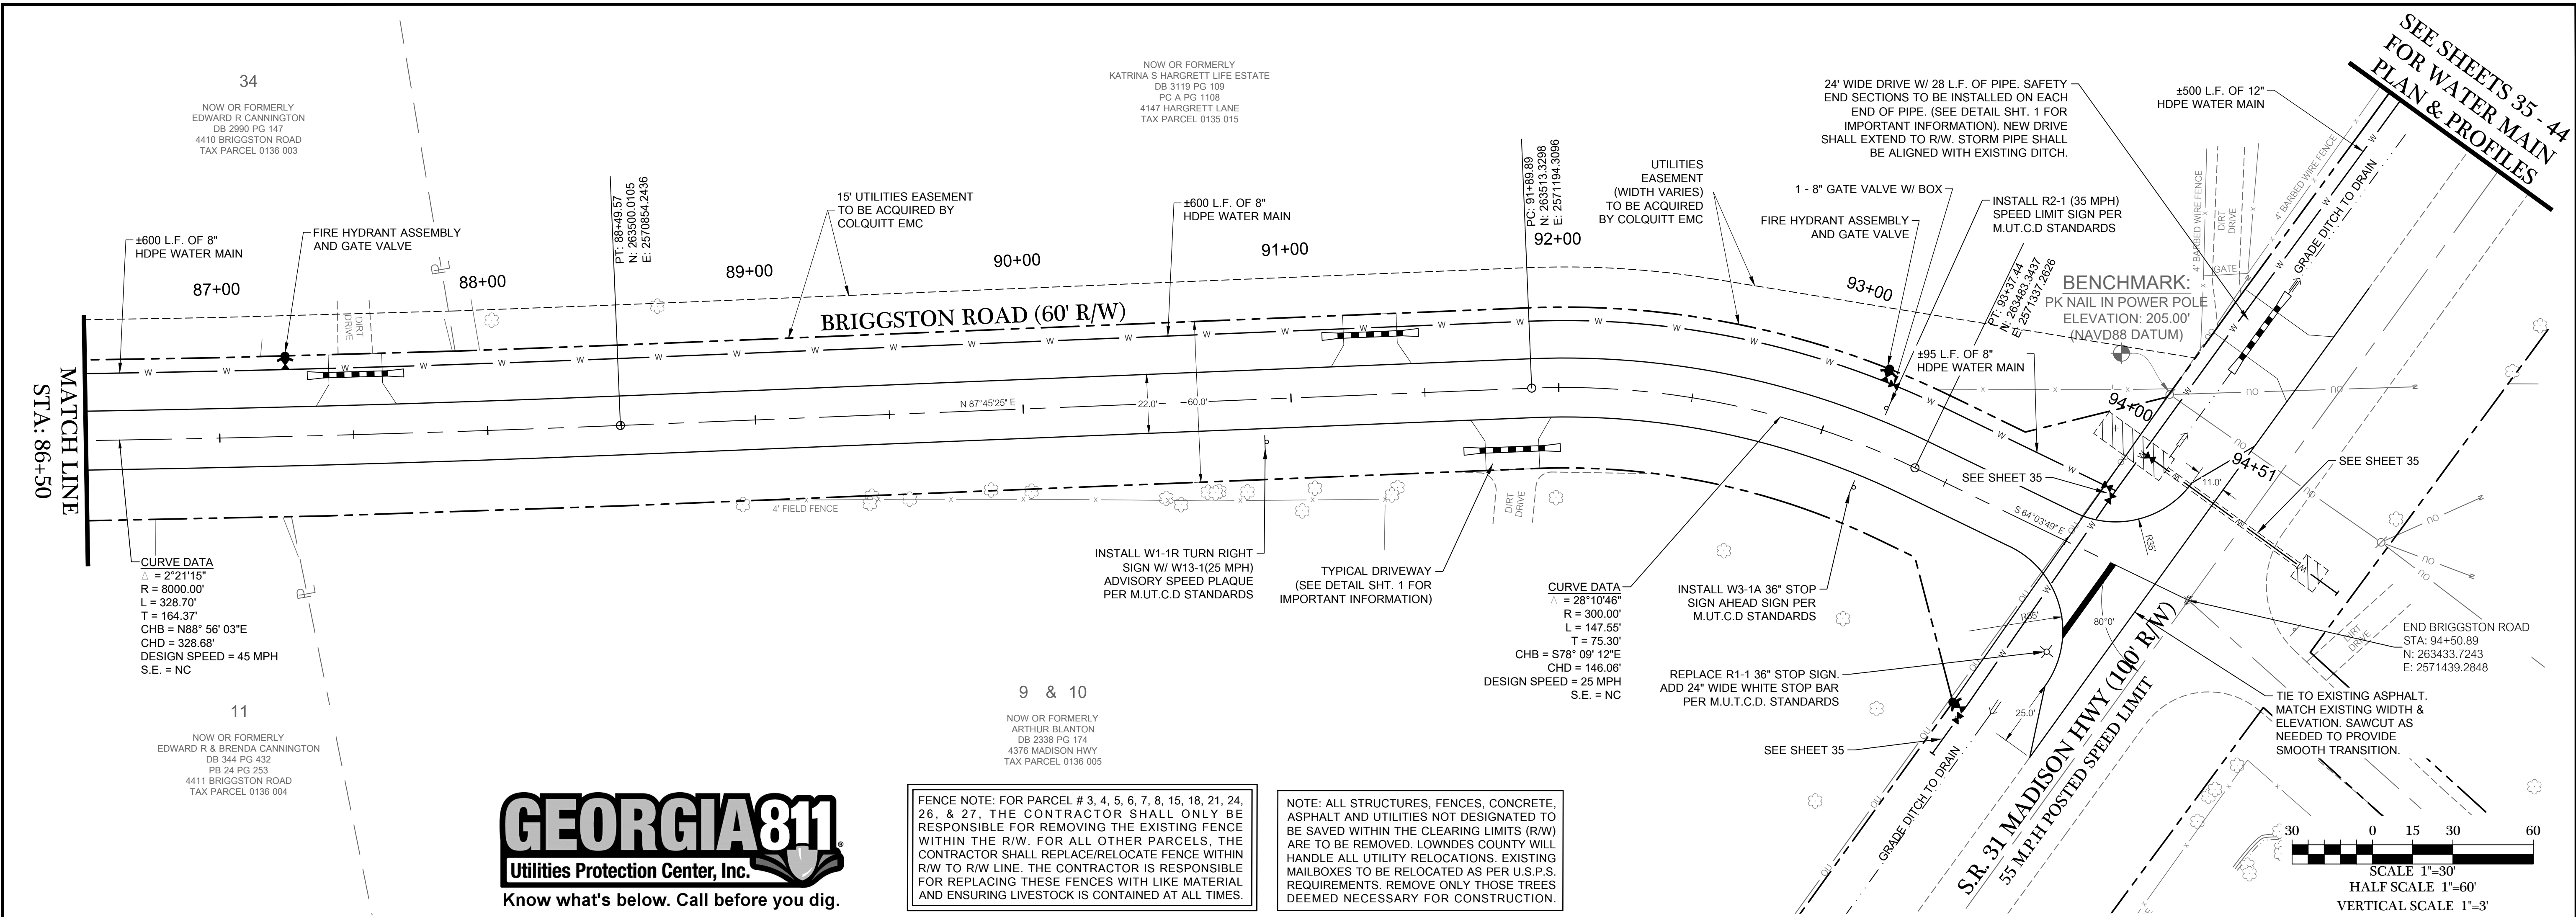 34
NOW OR FORMERLY
EDWARD R CANNINGTON
DB 2990 PG 147
4410 BRIGGSTON ROAD
TAX PARCEL 0136 003
NOW OR FORMERLY
KATRINA S HARGRETT LIFE ESTATE
DB 3119 PG 109
PC A PG 1108
4147 HARGRETT LANE
TAX PARCEL 0135 015
24' WIDE DRIVE W/ 28 L.F. OF PIPE. SAFETY
END SECTIONS TO BE INSTALLED ON EACH
END OF PIPE. (SEE DETAIL SHT. 1 FOR
IMPORTANT INFORMATION). NEW DRIVE
SHALL EXTEND TO R/W. STORM PIPE SHALL
BE ALIGNED WITH EXISTING DITCH.
±500 L.F. OF 12"
HDPE WATER MAIN
SEE SHEETS 35 - 44
FOR WATER MAIN
PLAN & PROFILES
±600 L.F. OF 8"
HDPE WATER MAIN
FIRE HYDRANT ASSEMBLY
AND GATE VALVE
PT: 88+49.57
N: 263500.0105
E: 2570854.2436
15' UTILITIES EASEMENT
TO BE ACQUIRED BY
COLQUITT EMC
±600 L.F. OF 8"
HDPE WATER MAIN
PC: 91+89.89
N: 263513.3298
E: 2571194.3096
UTILITIES
EASEMENT
(WIDTH VARIES)
TO BE ACQUIRED
BY COLQUITT EMC
1 - 8" GATE VALVE W/ BOX
FIRE HYDRANT ASSEMBLY
AND GATE VALVE
INSTALL R2-1 (35 MPH)
SPEED LIMIT SIGN PER
M.UT.C.D STANDARDS
PT: 93+37.44
N: 263483.3437
E: 2571337.2626
BENCHMARK:
PK NAIL IN POWER POLE
ELEVATION: 205.00'
(NAVD88 DATUM)
±95 L.F. OF 8"
HDPE WATER MAIN
4' BARBED WIRE FENCE
DIRT
DRIVE
GATE
4' BARBED WIRE FENCE
GRADE DITCH TO DRAIN
87+00
88+00
89+00
90+00
91+00
92+00
93+00
94+00
94+51
DIRT
DRIVE
BRIGGSTON ROAD (60' R/W)
N 87°45'25" E
22.0'
60.0'
MATCH LINE
STA: 86+50
4' FIELD FENCE
DIRT
DRIVE
SEE SHEET 35
SEE SHEET 35
11.0'
S 64°03'49" E
R35'
R35'
80°0'
25.0'
CURVE DATA
△ = 2°21'15"
R = 8000.00'
L = 328.70'
T = 164.37'
CHB = N88° 56' 03"E
CHD = 328.68'
DESIGN SPEED = 45 MPH
S.E. = NC
INSTALL W1-1R TURN RIGHT
SIGN W/ W13-1(25 MPH)
ADVISORY SPEED PLAQUE
PER M.UT.C.D STANDARDS
TYPICAL DRIVEWAY
(SEE DETAIL SHT. 1 FOR
IMPORTANT INFORMATION)
CURVE DATA
△ = 28°10'46"
R = 300.00'
L = 147.55'
T = 75.30'
CHB = S78° 09' 12"E
CHD = 146.06'
DESIGN SPEED = 25 MPH
S.E. = NC
INSTALL W3-1A 36" STOP
SIGN AHEAD SIGN PER
M.UT.C.D STANDARDS
REPLACE R1-1 36" STOP SIGN.
ADD 24" WIDE WHITE STOP BAR
PER M.U.T.C.D. STANDARDS
SEE SHEET 35
GRADE DITCH TO DRAIN
DIRT
DRIVE
END BRIGGSTON ROAD
STA: 94+50.89
N: 263433.7243
E: 2571439.2848
TIE TO EXISTING ASPHALT.
MATCH EXISTING WIDTH &
ELEVATION. SAWCUT AS
NEEDED TO PROVIDE
SMOOTH TRANSITION.
S.R. 31 MADISON HWY (100' R/W)
55 M.P.H POSTED SPEED LIMIT
11
NOW OR FORMERLY
EDWARD R & BRENDA CANNINGTON
DB 344 PG 432
PB 24 PG 253
4411 BRIGGSTON ROAD
TAX PARCEL 0136 004
9 & 10
NOW OR FORMERLY
ARTHUR BLANTON
DB 2338 PG 174
4376 MADISON HWY
TAX PARCEL 0136 005
GEORGIA811
Utilities Protection Center, Inc.
Know what's below. Call before you dig.
FENCE NOTE: FOR PARCEL # 3, 4, 5, 6, 7, 8, 15, 18, 21, 24,
26, & 27, THE CONTRACTOR SHALL ONLY BE
RESPONSIBLE FOR REMOVING THE EXISTING FENCE
WITHIN THE R/W. FOR ALL OTHER PARCELS, THE
CONTRACTOR SHALL REPLACE/RELOCATE FENCE WITHIN
R/W TO R/W LINE. THE CONTRACTOR IS RESPONSIBLE
FOR REPLACING THESE FENCES WITH LIKE MATERIAL
AND ENSURING LIVESTOCK IS CONTAINED AT ALL TIMES.
NOTE: ALL STRUCTURES, FENCES, CONCRETE,
ASPHALT AND UTILITIES NOT DESIGNATED TO
BE SAVED WITHIN THE CLEARING LIMITS (R/W)
ARE TO BE REMOVED. LOWNDES COUNTY WILL
HANDLE ALL UTILITY RELOCATIONS. EXISTING
MAILBOXES TO BE RELOCATED AS PER U.S.P.S.
REQUIREMENTS. REMOVE ONLY THOSE TREES
DEEMED NECESSARY FOR CONSTRUCTION.
30 0 15 30 60
SCALE 1"=30'
HALF SCALE 1"=60'
VERTICAL SCALE 1"=3'